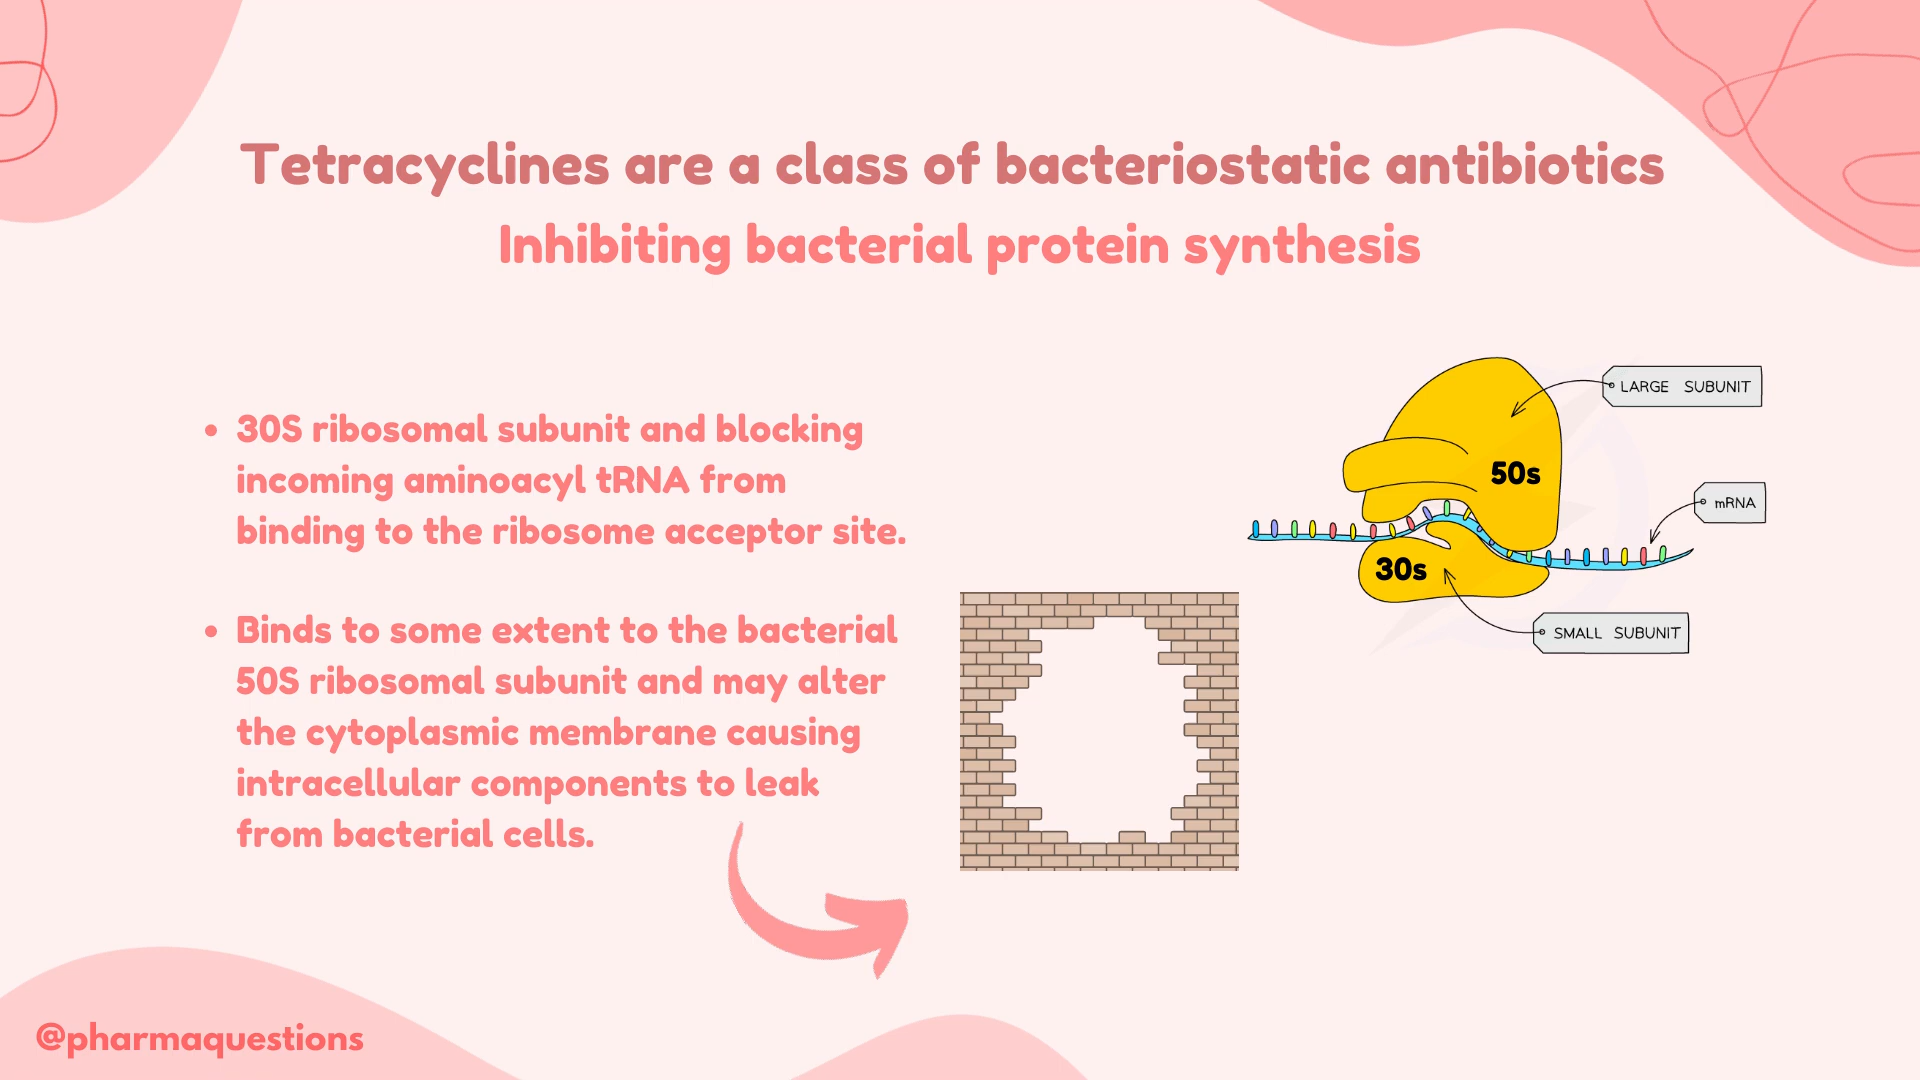 Tetracyclines are a class of bacteriostatic antibiotics
Inhibiting bacterial protein synthesis
• 30S ribosomal subunit and blocking
incoming aminoacyl tRNA from
binding to the ribosome acceptor site.
• Binds to some extent to the bacterial
50S ribosomal subunit and may alter
the cytoplasmic membrane causing
intracellular components to leak
from bacterial cells.
LARGE SUBUNIT
50s
mRNA
30s
SMALL SUBUNIT
@pharmaquestions